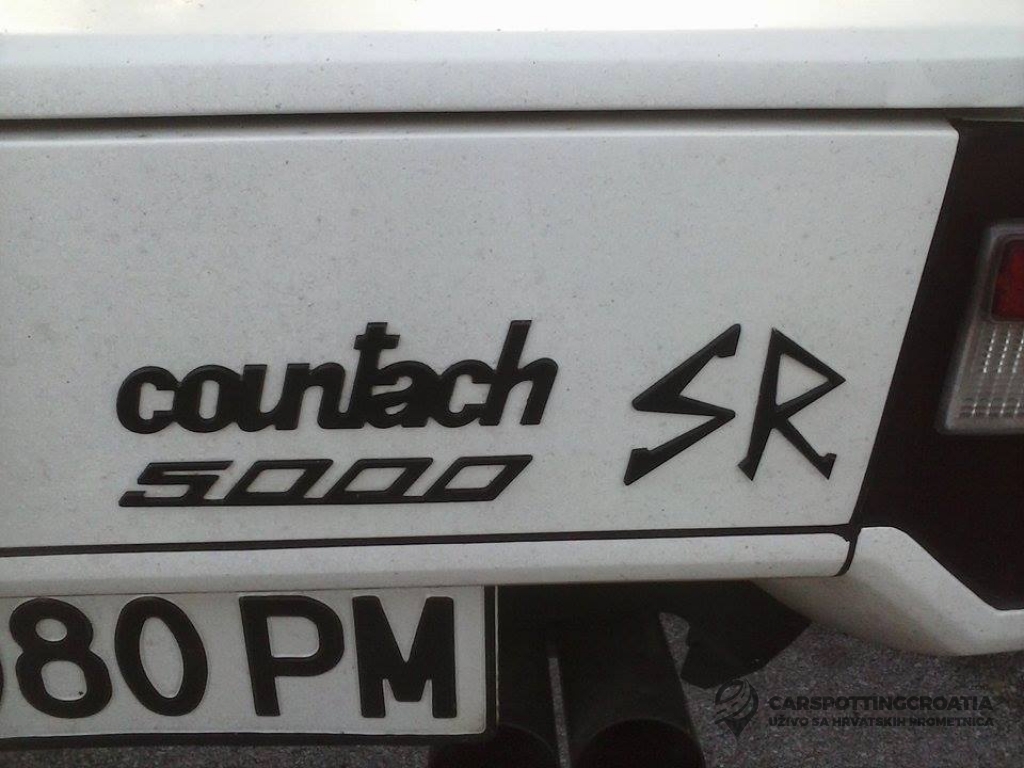 countach SR
5000
80 PM
CARSPOTTINGCROATIA
UŽIVO SA HRVATSKIH PROMETNICA